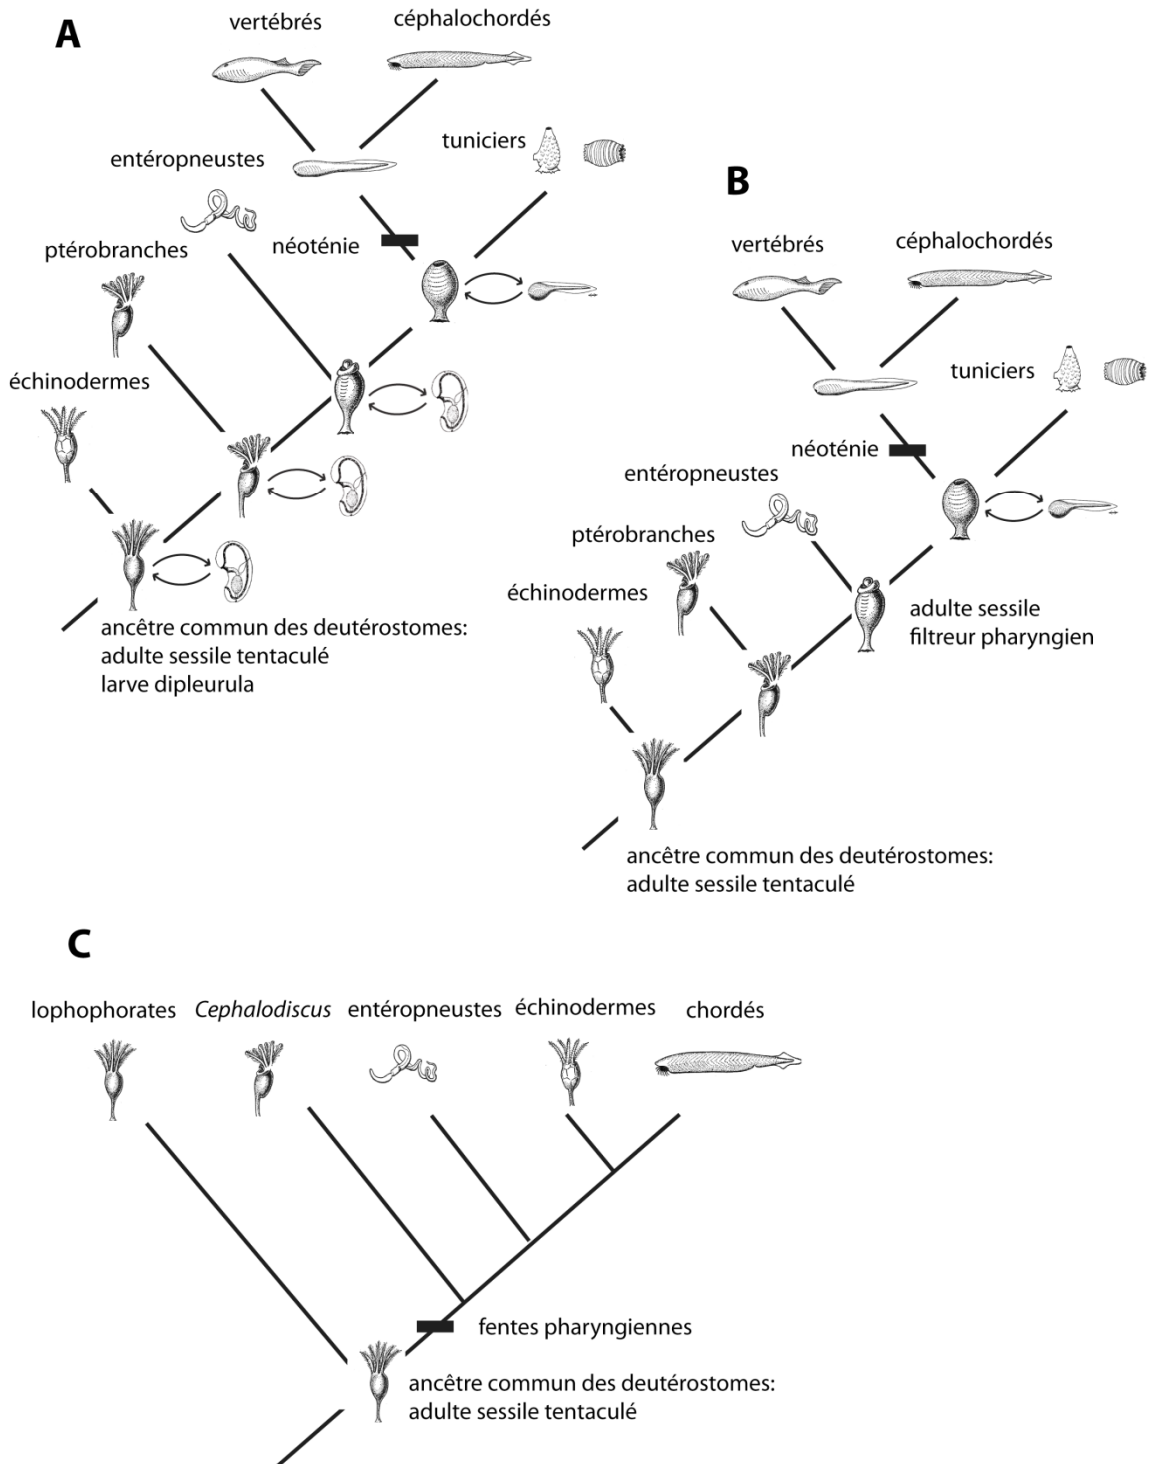 A
vertébrés
céphalochordés
tuniciers
entéropneustes
néoténie
ptérobranches
échinodermes
ancêtre commun des deutérostomes:
adulte sessile tentaculé
larve dipleurula
B
vertébrés
céphalochordés
tuniciers
néoténie
entéropneustes
ptérobranches
échinodermes
adulte sessile
filtreur pharyngien
ancêtre commun des deutérostomes:
adulte sessile tentaculé
C
lophophorates Cephalodiscus entéropneustes échinodermes chordés
fentes pharyngiennes
ancêtre commun des deutérostomes:
adulte sessile tentaculé